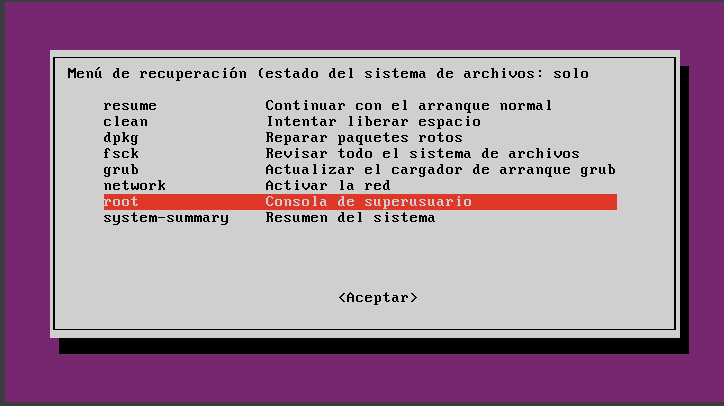 Menú de recuperación (estado del sistema de archivos: solo
resume Continuar con el arranque normal
clean Intentar liberar espacio
dpkg Reparar paquetes rotos
fsck Revisar todo el sistema de archivos
grub Actualizar el cargador de arranque grub
network Activar la red
root Consola de superusuario
system-summary Resumen del sistema
<Aceptar>